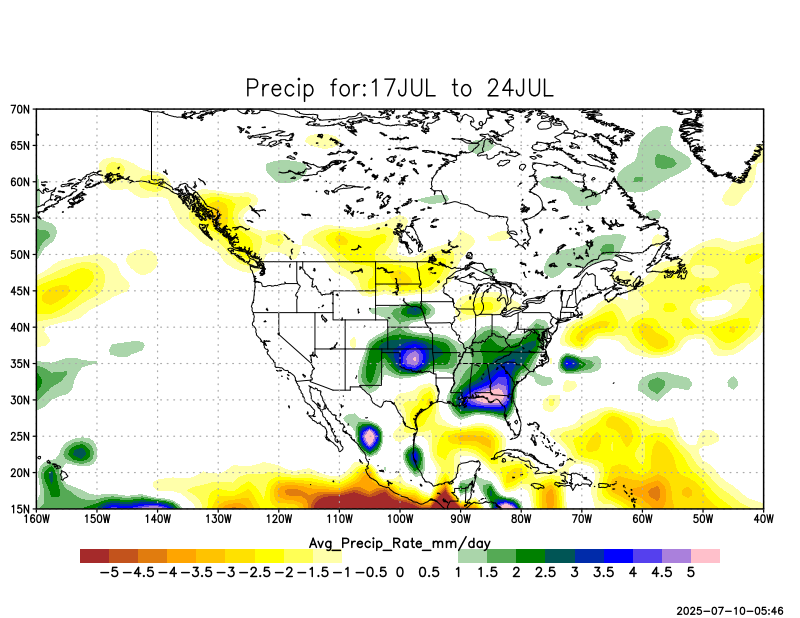 Precip for:17JUL to 24JUL
70N
65N
60N
55N
50N
45N
40N
35N
30N
25N
20N
15N
160W 150W 140W 130W 120W 110W 100W 90W 80W 70W 60W 50W 40W
Avg_Precip_Rate_mm/day
-5 -4.5 -4 -3.5 -3 -2.5 -2 -1.5 -1 -0.5 0 0.5 1 1.5 2 2.5 3 3.5 4 4.5 5
2025-07-10-05:46